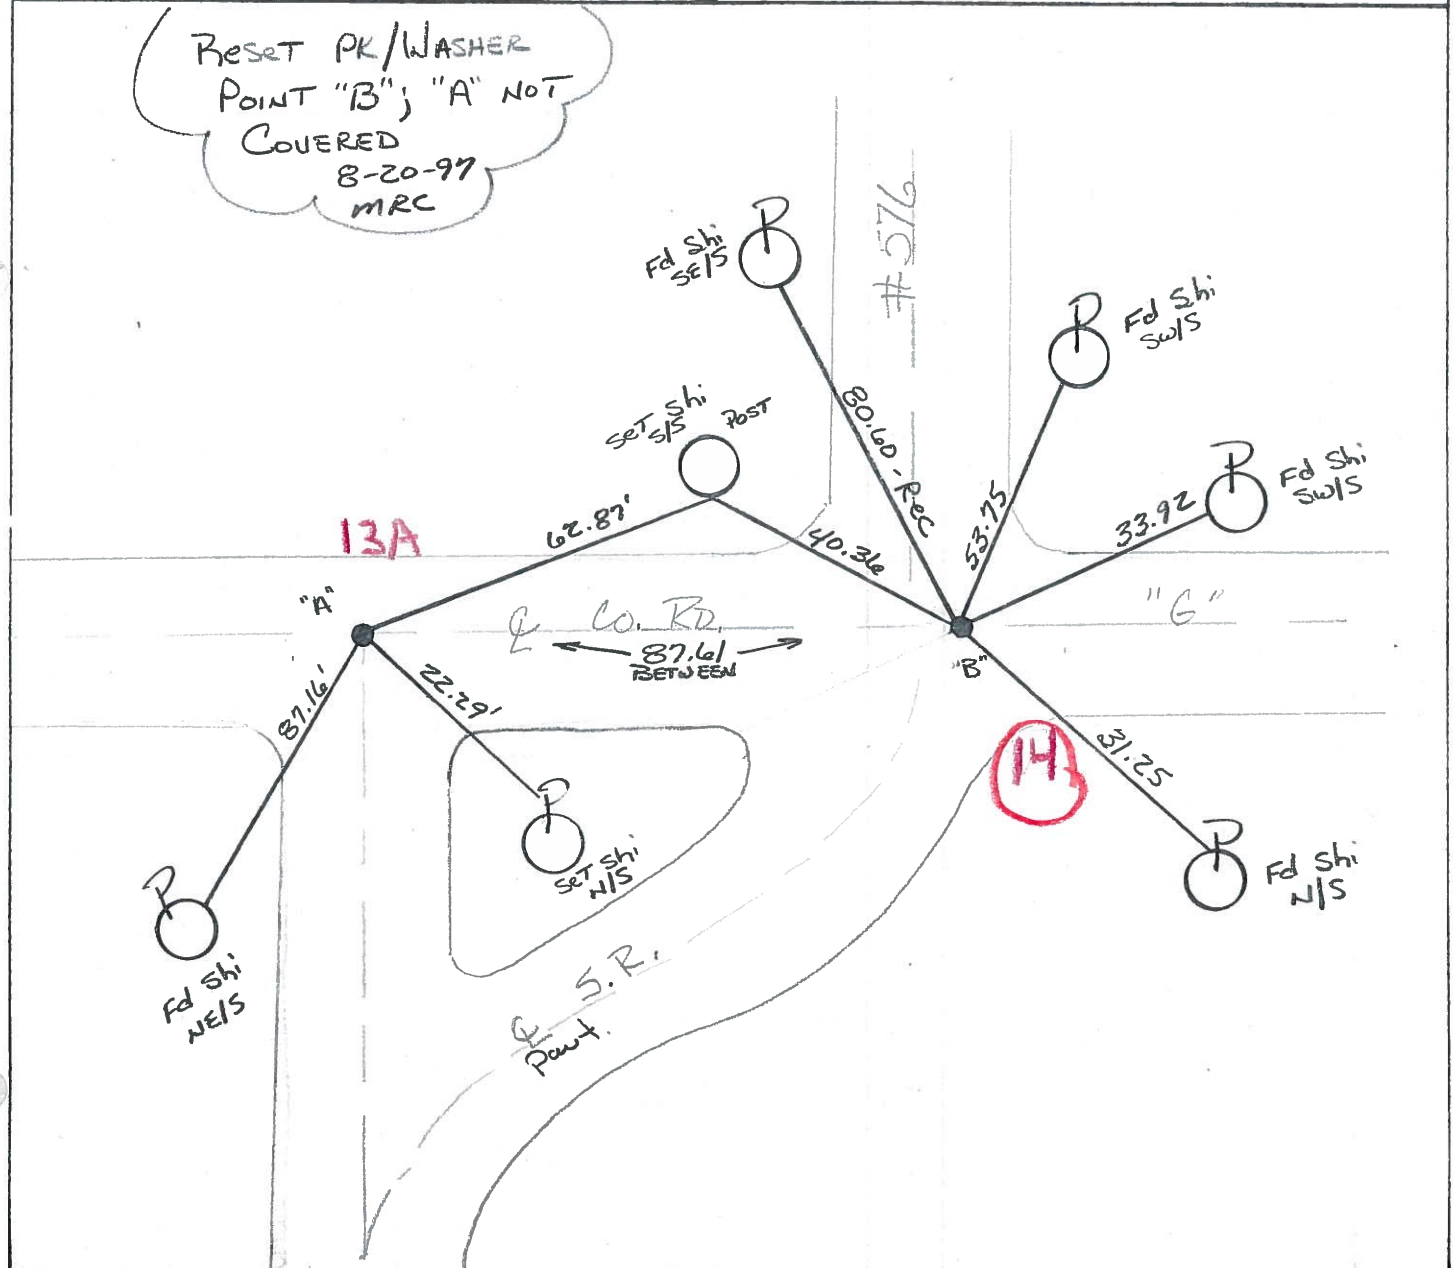 Reset PK/WASHER
POINT "B"; "A" NOT
COVERED
8-20-97
MRC
#576
P
Fd Shi
SE/S
P
Fd Shi
SW/S
SeT Shi
S/S
POST
80.60 - Rec
53.75
P
Fd Shi
SW/S
33.92
62.87'
40.36
13A
"A"
℄ Co. RD.
"G"
87.61
BETWEEN
"B"
87.16'
22.29'
14
31.25
P
SeT Shi
N/S
P
Fd Shi
N/S
P
Fd Shi
NE/S
℄ S.R.
Pavt.